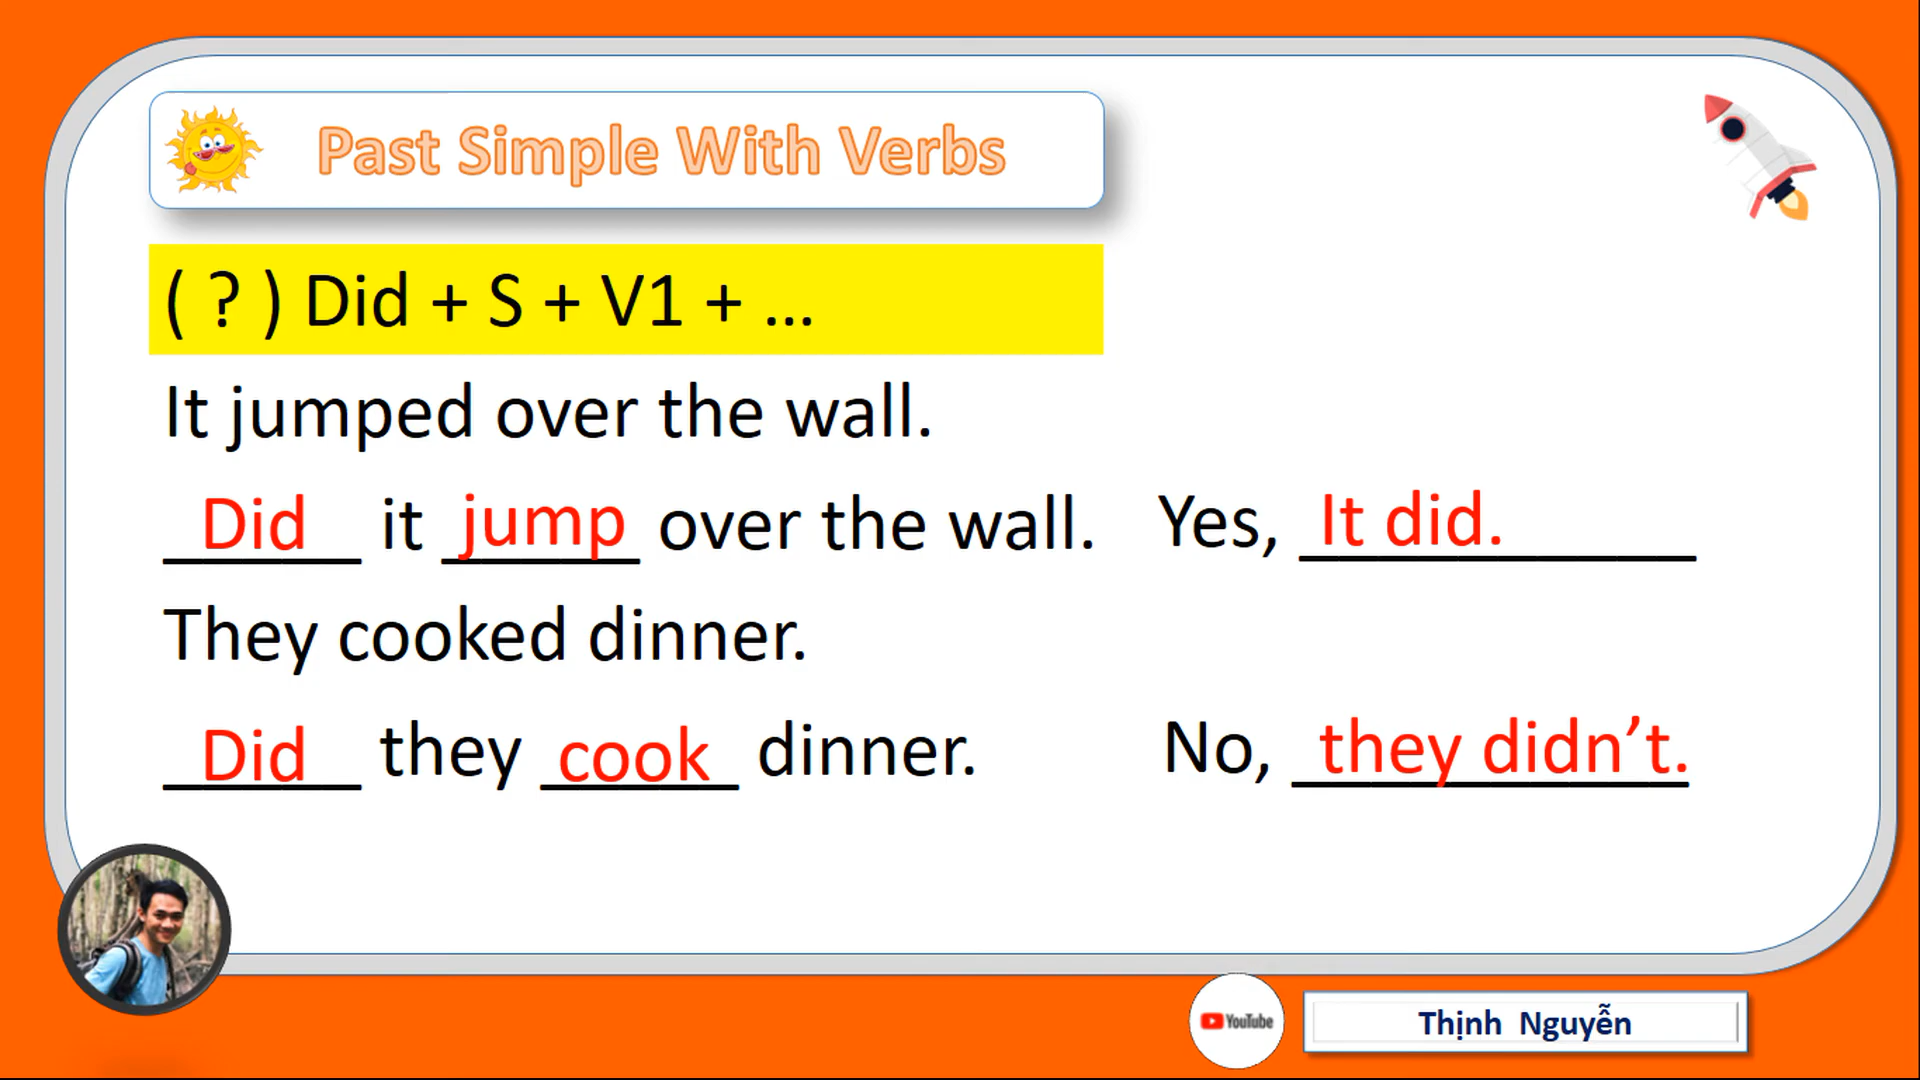 Past Simple With Verbs
( ? ) Did + S + V1 + ...
It jumped over the wall.
Did it jump over the wall. Yes, It did.
They cooked dinner.
Did they cook dinner. No, they didn’t.
YouTube
Thịnh Nguyễn